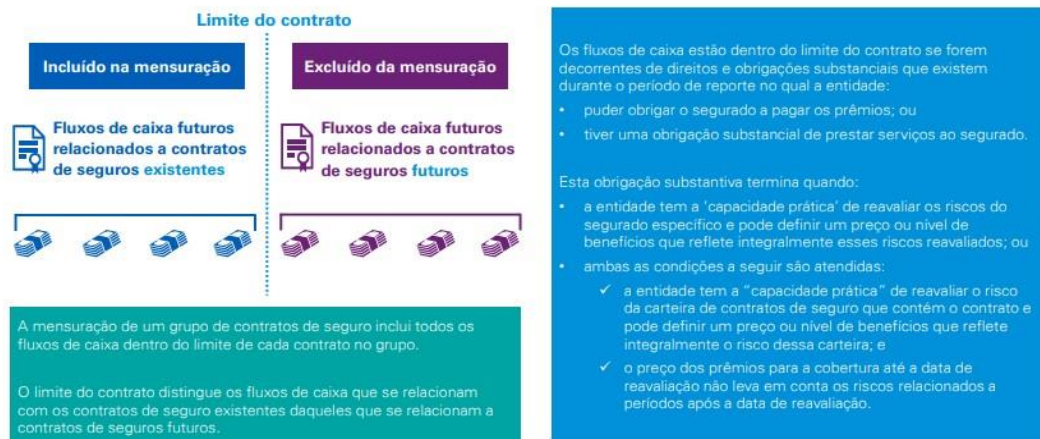 Limite do contrato
Incluído na mensuração
Excluído da mensuração
Fluxos de caixa futuros
relacionados a contratos
de seguros existentes
Fluxos de caixa futuros
relacionados a contratos
de seguros futuros
A mensuração de um grupo de contratos de seguro inclui todos os
fluxos de caixa dentro do limite de cada contrato no grupo.
O limite do contrato distingue os fluxos de caixa que se relacionam
com os contratos de seguro existentes daqueles que se relacionam a
contratos de seguros futuros.
Os fluxos de caixa estão dentro do limite do contrato se forem
decorrentes de direitos e obrigações substanciais que existem
durante o período de reporte no qual a entidade:
• puder obrigar o segurado a pagar os prêmios; ou
• tiver uma obrigação substancial de prestar serviços ao segurado.
Esta obrigação substantiva termina quando:
• a entidade tem a 'capacidade prática' de reavaliar os riscos do
segurado específico e pode definir um preço ou nível de
benefícios que reflete integralmente esses riscos reavaliados; ou
• ambas as condições a seguir são atendidas:
✓ a entidade tem a "capacidade prática" de reavaliar o risco
da carteira de contratos de seguro que contém o contrato e
pode definir um preço ou nível de benefícios que reflete
integralmente o risco dessa carteira; e
✓ o preço dos prêmios para a cobertura até a data de
reavaliação não leva em conta os riscos relacionados a
períodos após a data de reavaliação.